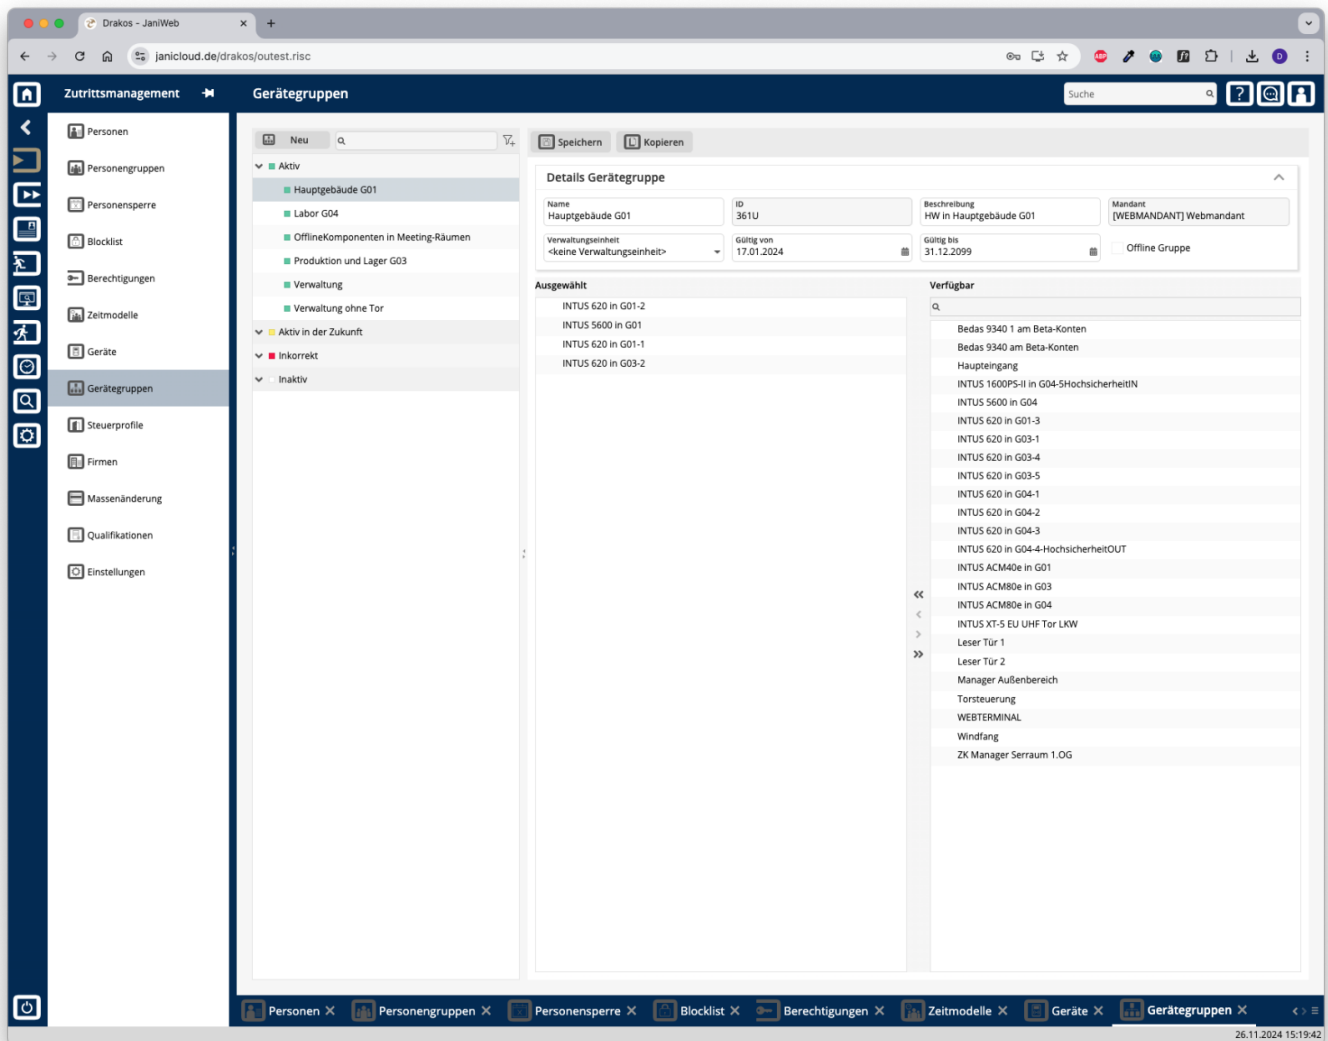 Drakos - JaniWeb
janicloud.de/drakos/outest.risc
ABP
D
Zutrittsmanagement
Gerätegruppen
Suche
?
Personen
Personengruppen
Personensperre
Blocklist
Berechtigungen
Zeitmodelle
Geräte
Gerätegruppen
Steuerprofile
Firmen
Massenänderung
Qualifikationen
Einstellungen
Neu
Aktiv
Hauptgebäude G01
Labor G04
OfflineKomponenten in Meeting-Räumen
Produktion und Lager G03
Verwaltung
Verwaltung ohne Tor
Aktiv in der Zukunft
Inkorrekt
Inaktiv
Speichern Kopieren
Details Gerätegruppe
Name
Hauptgebäude G01
ID
361U
Beschreibung
HW in Hauptgebäude G01
Mandant
[WEBMANDANT] Webmandant
Verwaltungseinheit
<keine Verwaltungseinheit>
Gültig von
17.01.2024
Gültig bis
31.12.2099
Offline Gruppe
Ausgewählt
INTUS 620 in G01-2
INTUS 5600 in G01
INTUS 620 in G01-1
INTUS 620 in G03-2
Verfügbar
Bedas 9340 1 am Beta-Konten
Bedas 9340 am Beta-Konten
Haupteingang
INTUS 1600PS-II in G04-5HochsicherheitIN
INTUS 5600 in G04
INTUS 620 in G01-3
INTUS 620 in G03-1
INTUS 620 in G03-4
INTUS 620 in G03-5
INTUS 620 in G04-1
INTUS 620 in G04-2
INTUS 620 in G04-3
INTUS 620 in G04-4-HochsicherheitOUT
INTUS ACM40e in G01
INTUS ACM80e in G03
INTUS ACM80e in G04
INTUS XT-5 EU UHF Tor LKW
Leser Tür 1
Leser Tür 2
Manager Außenbereich
Torsteuerung
WEBTERMINAL
Windfang
ZK Manager Serraum 1.OG
Personen Personengruppen Personensperre Blocklist Berechtigungen Zeitmodelle Geräte Gerätegruppen
26.11.2024 15:19:42